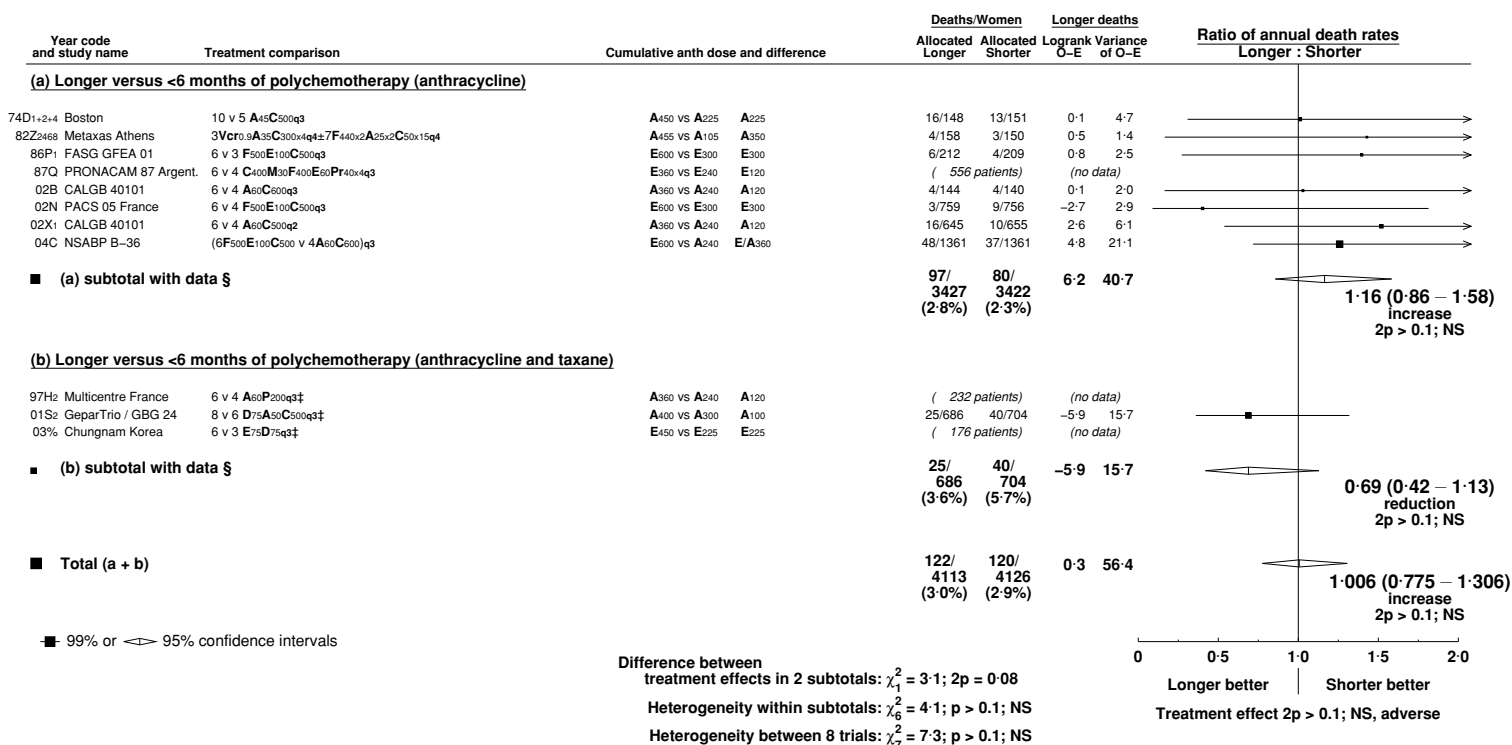 Deaths/Women Longer deaths
Year code and study name Treatment comparison Cumulative anth dose and difference Allocated Longer Allocated Shorter Logrank O–E Variance of O–E Ratio of annual death rates Longer : Shorter
(a) Longer versus <6 months of polychemotherapy (anthracycline)
74D1+2+4 Boston 10 v 5 A45C500q3 A450 vs A225 A225 16/148 13/151 0·1 4·7
82Z2468 Metaxas Athens 3Vcr0.9A35C300x4q4±7F440x2A25x2C50x15q4 A455 vs A105 A350 4/158 3/150 0·5 1·4
86P1 FASG GFEA 01 6 v 3 F500E100C500q3 E600 vs E300 E300 6/212 4/209 0·8 2·5
87Q PRONACAM 87 Argent. 6 v 4 C400M30F400E60Pr40x4q3 E360 vs E240 E120 ( 556 patients) (no data)
02B CALGB 40101 6 v 4 A60C600q3 A360 vs A240 A120 4/144 4/140 0·1 2·0
02N PACS 05 France 6 v 4 F500E100C500q3 E600 vs E300 E300 3/759 9/756 –2·7 2·9
02X1 CALGB 40101 6 v 4 A60C500q2 A360 vs A240 A120 16/645 10/655 2·6 6·1
04C NSABP B–36 (6F500E100C500 v 4A60C600)q3 E600 vs A240 E/A360 48/1361 37/1361 4·8 21·1
(a) subtotal with data § 97/ 3427 (2·8%) 80/ 3422 (2·3%) 6·2 40·7
1·16 (0·86 – 1·58)
increase
2p > 0.1; NS
(b) Longer versus <6 months of polychemotherapy (anthracycline and taxane)
97H2 Multicentre France 6 v 4 A60P200q3‡ A360 vs A240 A120 ( 232 patients) (no data)
01S2 GeparTrio / GBG 24 8 v 6 D75A50C500q3‡ A400 vs A300 A100 25/686 40/704 –5·9 15·7
03% Chungnam Korea 6 v 3 E75D75q3‡ E450 vs E225 E225 ( 176 patients) (no data)
(b) subtotal with data § 25/ 686 (3·6%) 40/ 704 (5·7%) –5·9 15·7
0·69 (0·42 – 1·13)
reduction
2p > 0.1; NS
Total (a + b) 122/ 4113 (3·0%) 120/ 4126 (2·9%) 0·3 56·4
1·006 (0·775 – 1·306)
increase
2p > 0.1; NS
99% or 95% confidence intervals
0 0·5 1·0 1·5 2·0
Longer better Shorter better
Treatment effect 2p > 0.1; NS, adverse
Difference between
treatment effects in 2 subtotals: χ²1 = 3·1; 2p = 0·08
Heterogeneity within subtotals: χ²6 = 4·1; p > 0.1; NS
Heterogeneity between 8 trials: χ²7 = 7·3; p > 0.1; NS